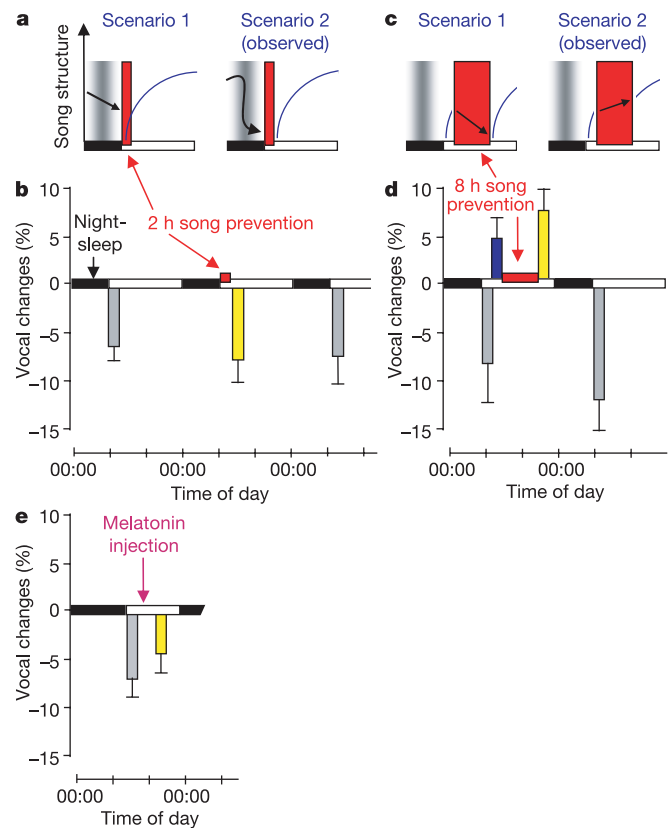 a
Scenario 1
Scenario 2
(observed)
Song structure
c
Scenario 1
Scenario 2
(observed)
b
Vocal changes (%)
10
5
0
−5
−10
−15
Night-
sleep
2 h song prevention
00:00
00:00
00:00
Time of day
d
Vocal changes (%)
10
5
0
−5
−10
−15
8 h song
prevention
00:00
00:00
Time of day
e
Vocal changes (%)
10
5
0
−5
−10
−15
Melatonin
injection
00:00
00:00
Time of day